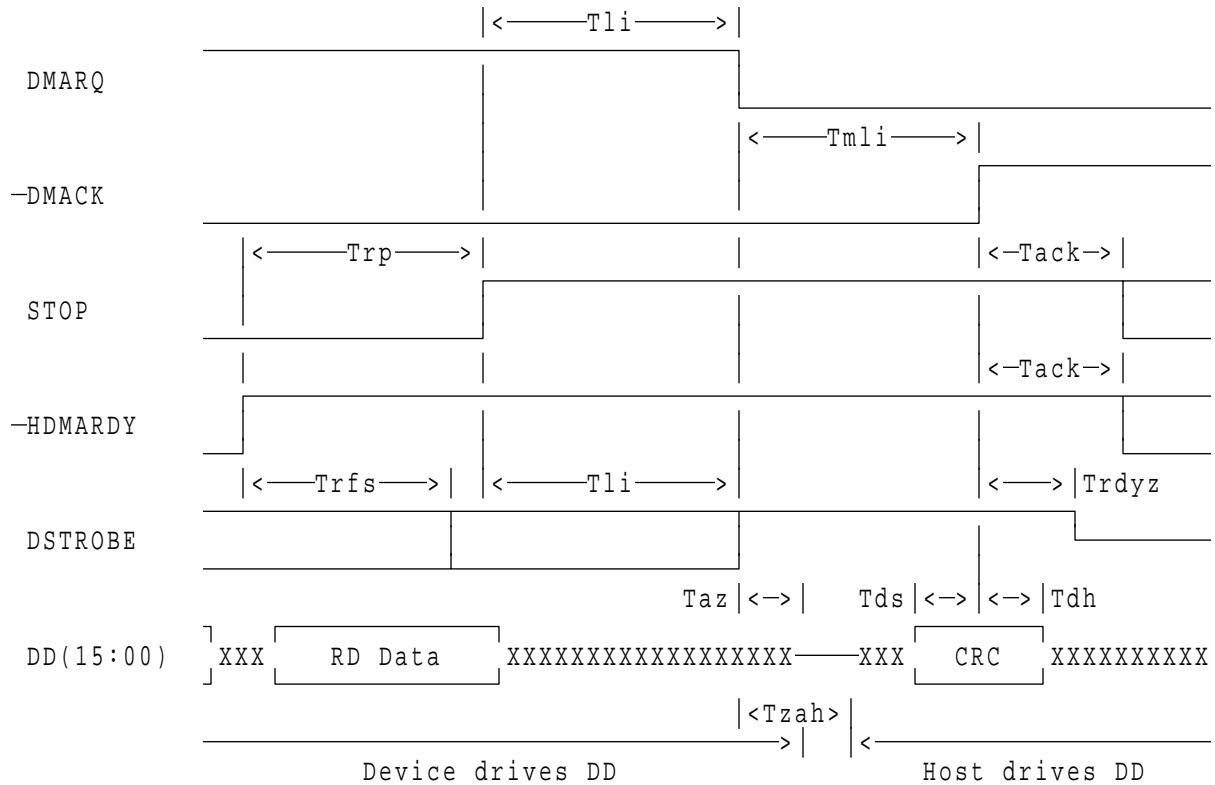 |<——Tli——>|
DMARQ
|<——Tmli——>|
—DMACK
|<——Trp——>| |<—Tack—>|
STOP
|<—Tack—>|
—HDMARDY
|<——Trfs——>| |<——Tli——>| |<——>|Trdyz
DSTROBE
Taz |<—>| Tds |<—>|<—>|Tdh
DD(15:00) XXX RD Data XXXXXXXXXXXXXXXXXX——XXX CRC XXXXXXXXXX
|<Tzah>|
——>| |<——
Device drives DD Host drives DD